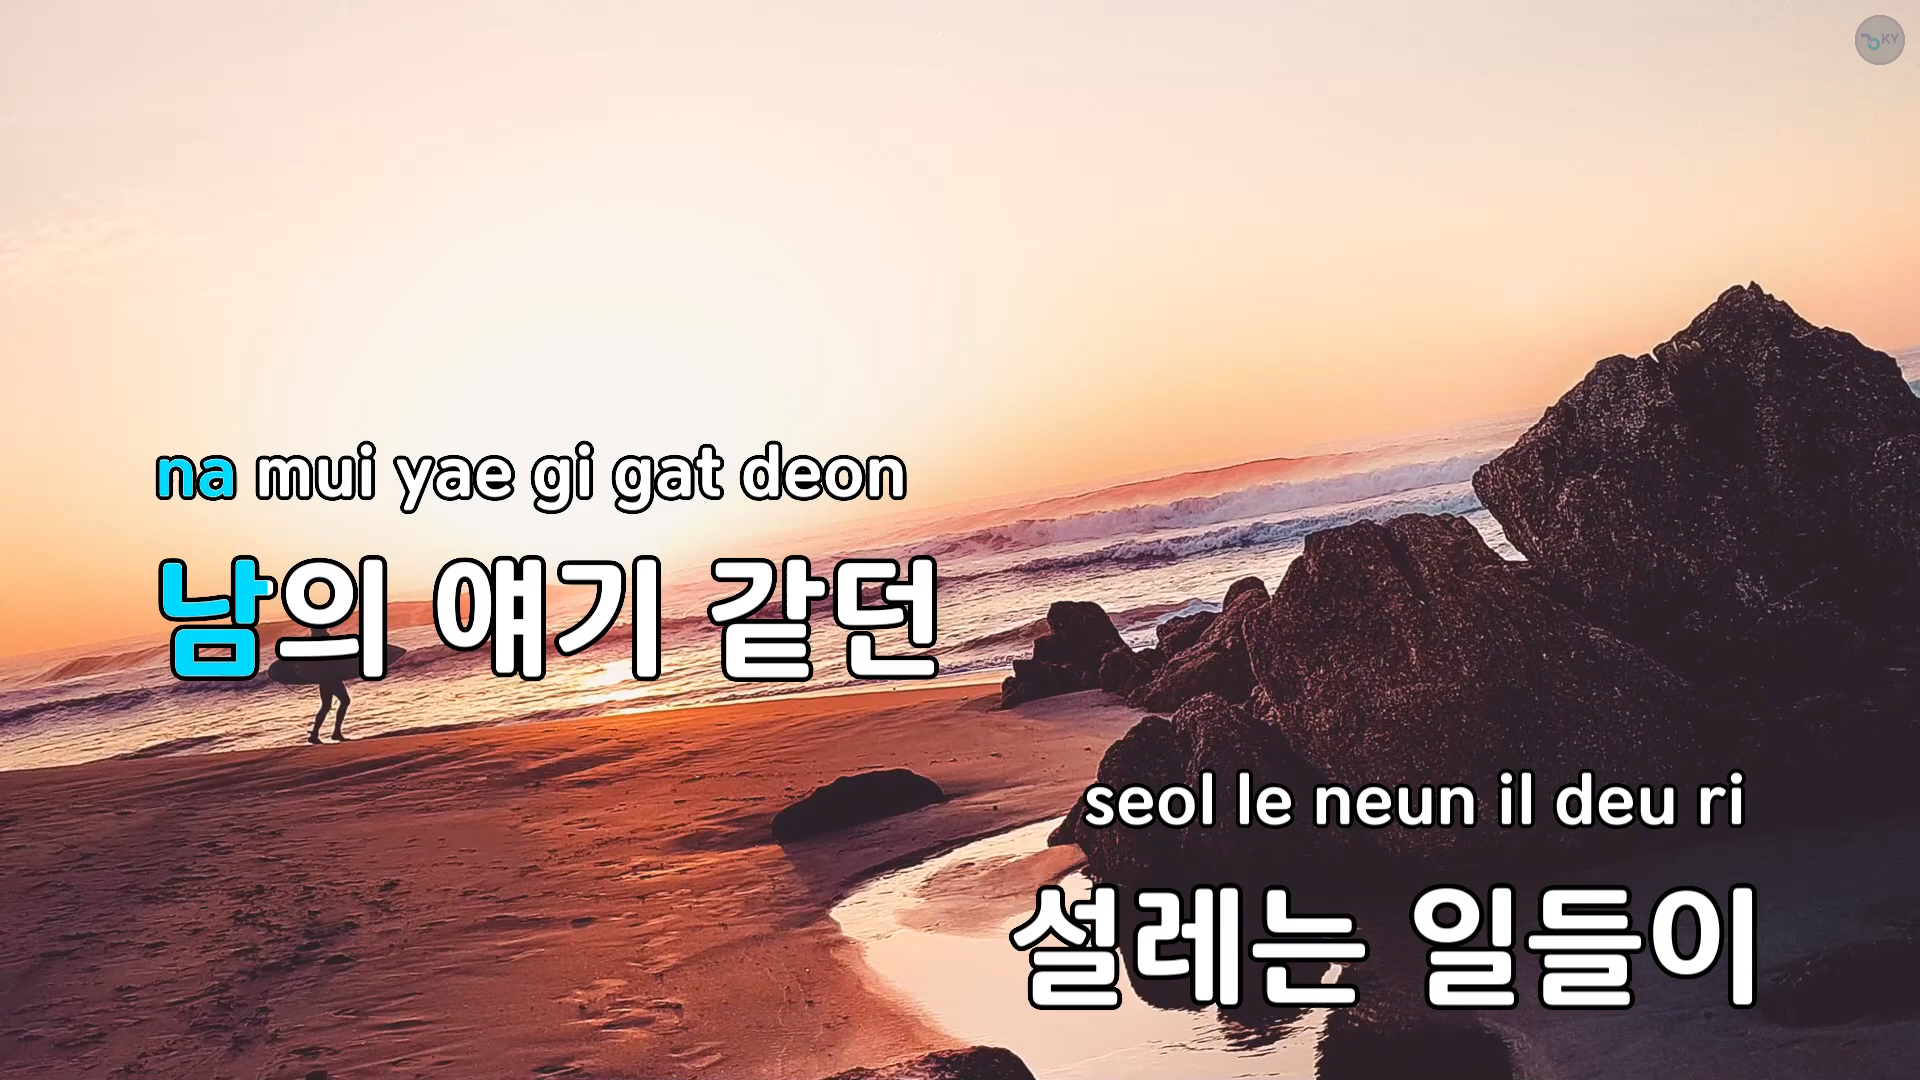 KY
na mui yae gi gat deon
남의 얘기 같던
seol le neun il deu ri
설레는 일들이